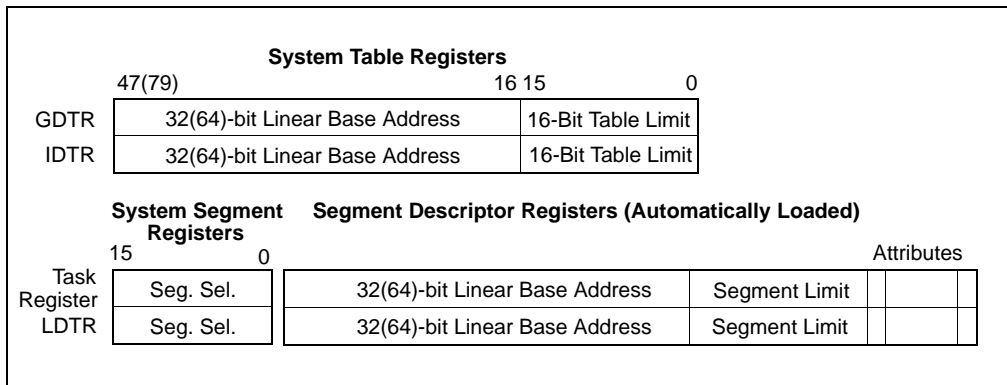 System Table Registers
47(79) 16 15 0
GDTR 32(64)-bit Linear Base Address 16-Bit Table Limit
IDTR 32(64)-bit Linear Base Address 16-Bit Table Limit
System Segment Registers Segment Descriptor Registers (Automatically Loaded)
15 0 Attributes
Task Register Seg. Sel. 32(64)-bit Linear Base Address Segment Limit
LDTR Seg. Sel. 32(64)-bit Linear Base Address Segment Limit